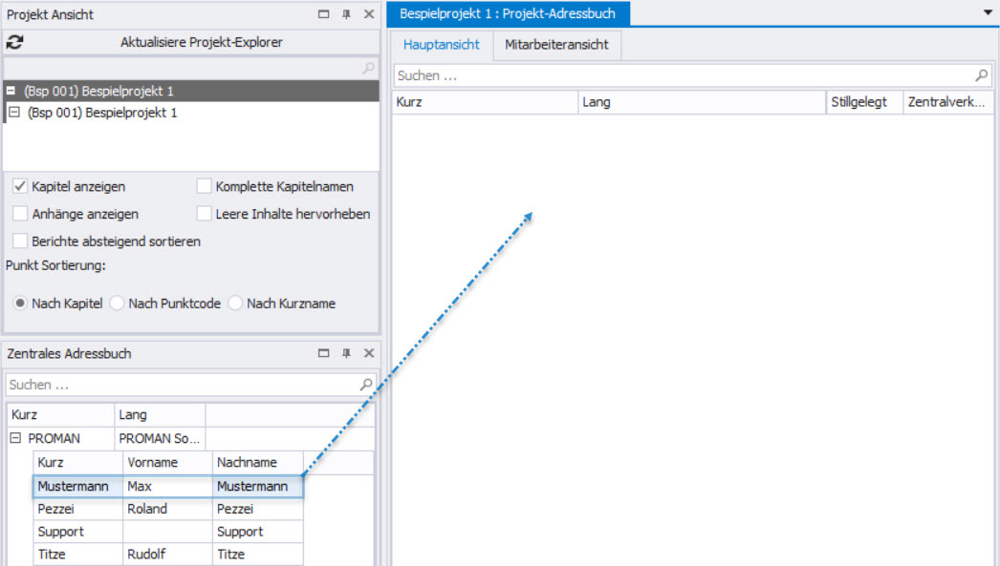 Projekt Ansicht
Aktualisiere Projekt-Explorer
(Bsp 001) Bespielprojekt 1
(Bsp 001) Bespielprojekt 1
Kapitel anzeigen Komplette Kapitelnamen
Anhänge anzeigen Leere Inhalte hervorheben
Berichte absteigend sortieren
Punkt Sortierung:
Nach Kapitel Nach Punktcode Nach Kurzname
Zentrales Adressbuch
Suchen ...
Kurz Lang
PROMAN PROMAN So...
Kurz Vorname Nachname
Mustermann Max Mustermann
Pezzei Roland Pezzei
Support Support
Titze Rudolf Titze
Bespielprojekt 1 : Projekt-Adressbuch
Hauptansicht Mitarbeiteransicht
Suchen ...
Kurz Lang Stillgelegt Zentralverk...